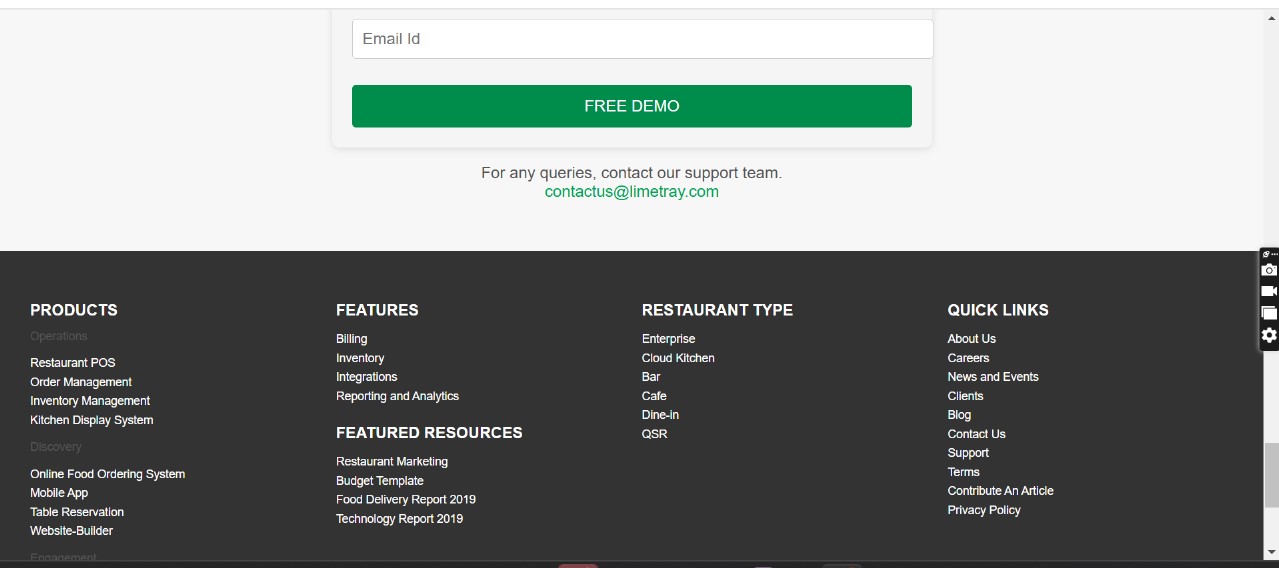 Email Id
FREE DEMO
For any queries, contact our support team.
contactus@limetray.com
PRODUCTS
Operations
Restaurant POS
Order Management
Inventory Management
Kitchen Display System
Discovery
Online Food Ordering System
Mobile App
Table Reservation
Website-Builder
Engagement
FEATURES
Billing
Inventory
Integrations
Reporting and Analytics
FEATURED RESOURCES
Restaurant Marketing
Budget Template
Food Delivery Report 2019
Technology Report 2019
RESTAURANT TYPE
Enterprise
Cloud Kitchen
Bar
Cafe
Dine-in
QSR
QUICK LINKS
About Us
Careers
News and Events
Clients
Blog
Contact Us
Support
Terms
Contribute An Article
Privacy Policy